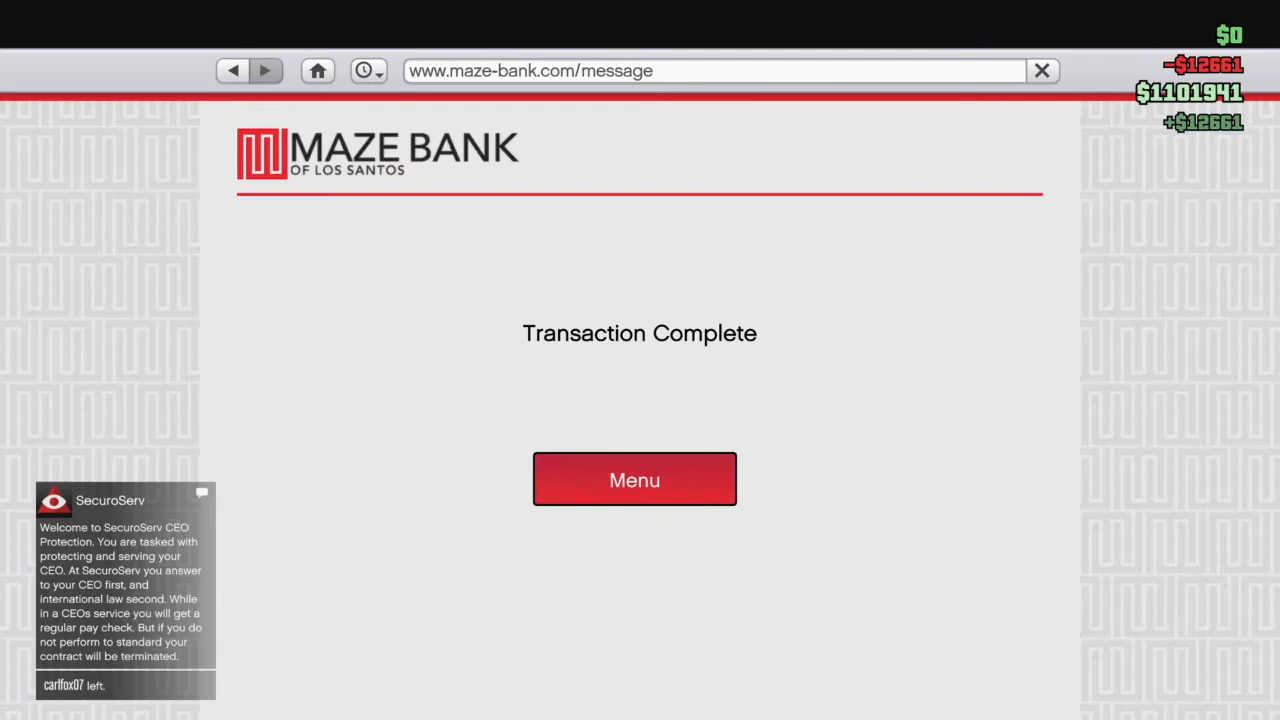 $0
-$12661
www.maze-bank.com/message
$1101941
+$12661
MAZE BANK
OF LOS SANTOS
Transaction Complete
Menu
SecuroServ
Welcome to SecuroServ CEO
Protection. You are tasked with
protecting and serving your
CEO. At SecuroServ you answer
to your CEO first, and
international law second. While
in a CEOs service you will get a
regular pay check. But if you do
not perform to standard your
contract will be terminated.
carlfox07 left.